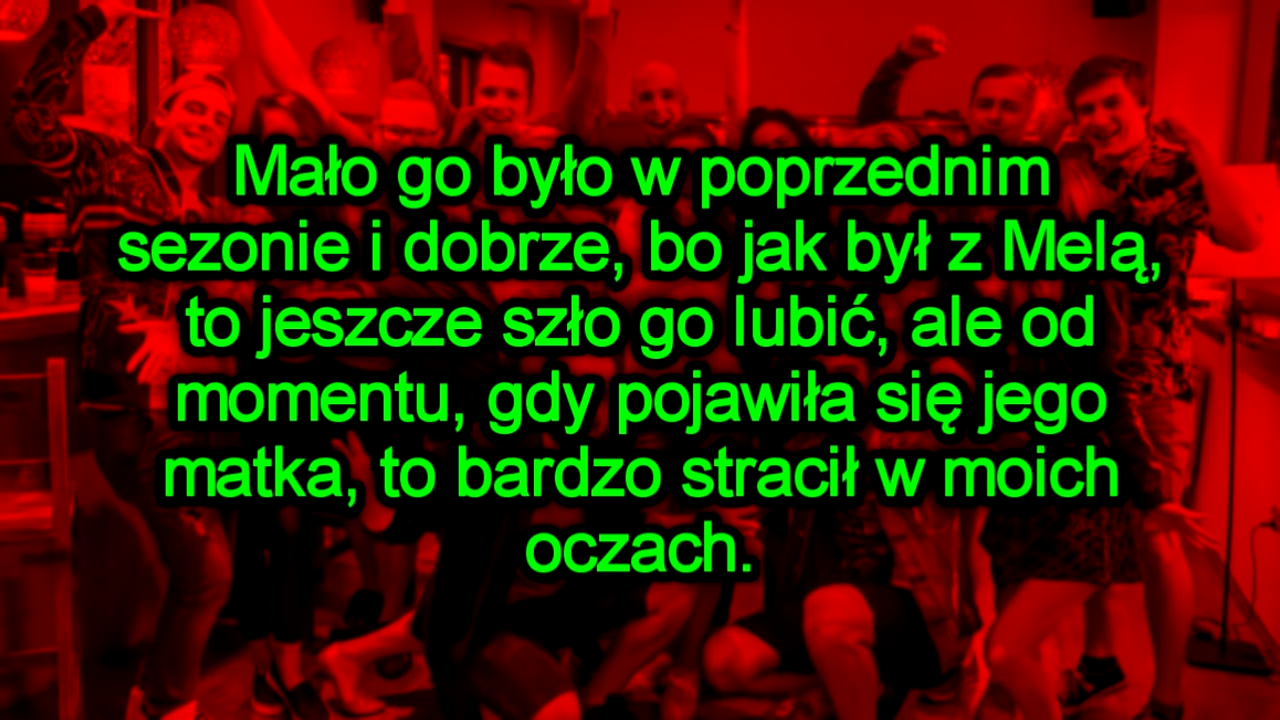 Mało go było w poprzednim
sezonie i dobrze, bo jak był z Melą,
to jeszcze szło go lubić, ale od
momentu, gdy pojawiła się jego
matka, to bardzo stracił w moich
oczach.